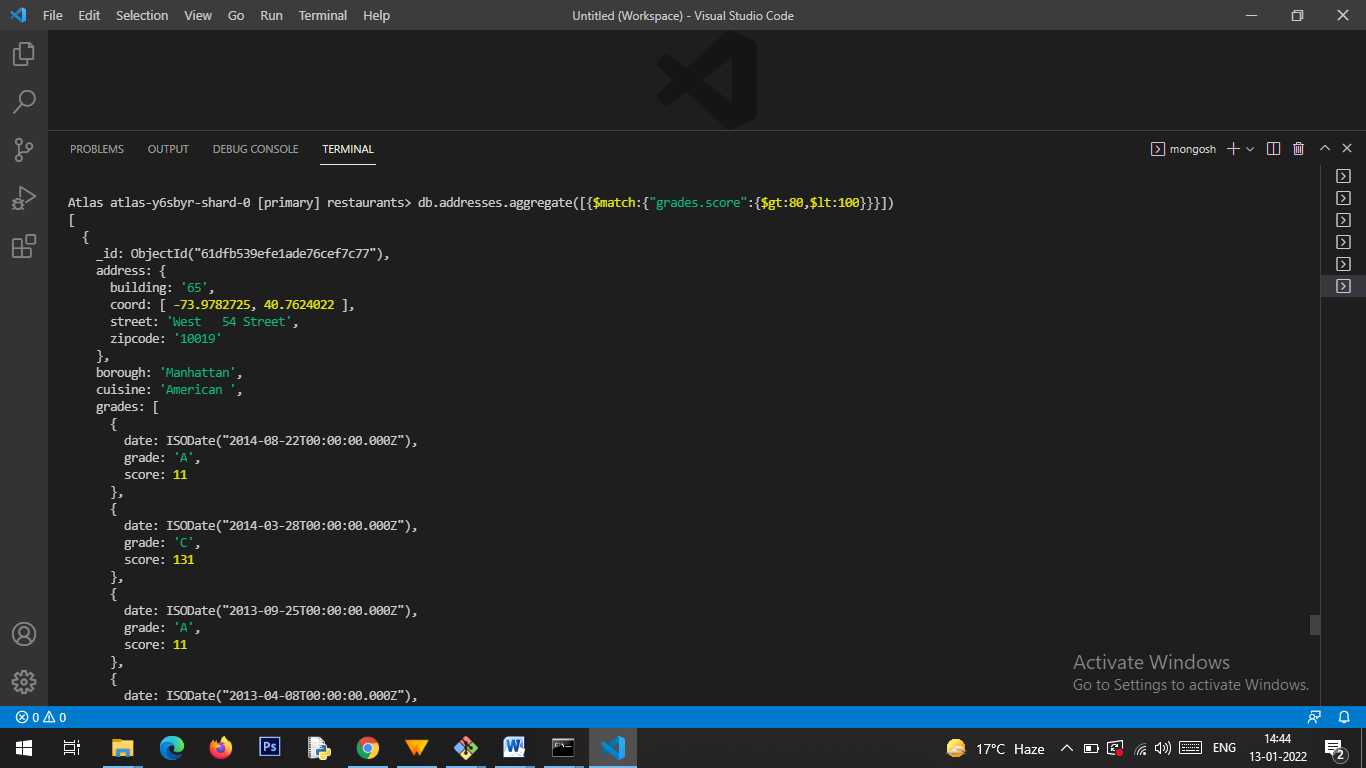 File Edit Selection View Go Run Terminal Help
Untitled (Workspace) - Visual Studio Code
PROBLEMS OUTPUT DEBUG CONSOLE TERMINAL
mongosh
Atlas atlas-y6sbyr-shard-0 [primary] restaurants> db.addresses.aggregate([{$match:{"grades.score":{$gt:80,$lt:100}}}])
[
{
_id: ObjectId("61dfb539efe1ade76cef7c77"),
address: {
building: '65',
coord: [ -73.9782725, 40.7624022 ],
street: 'West   54 Street',
zipcode: '10019'
},
borough: 'Manhattan',
cuisine: 'American ',
grades: [
{
date: ISODate("2014-08-22T00:00:00.000Z"),
grade: 'A',
score: 11
},
{
date: ISODate("2014-03-28T00:00:00.000Z"),
grade: 'C',
score: 131
},
{
date: ISODate("2013-09-25T00:00:00.000Z"),
grade: 'A',
score: 11
},
{
date: ISODate("2013-04-08T00:00:00.000Z"),
Activate Windows
Go to Settings to activate Windows.
0 0
Ps
W
17°C Haze
ENG
14:44
13-01-2022
2